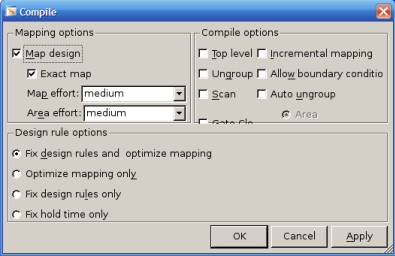 Compile
Mapping options
Map design
Exact map
Map effort: medium
Area effort: medium
Compile options
Top level Incremental mapping
Ungroup Allow boundary conditio
Scan Auto ungroup
Area
Design rule options
Fix design rules and optimize mapping
Optimize mapping only
Fix design rules only
Fix hold time only
OK Cancel Apply